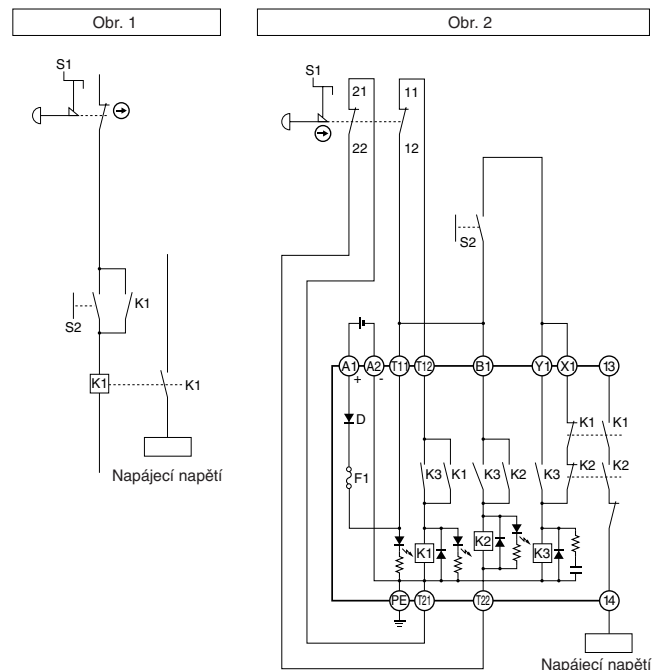 Obr. 1
Obr. 2
S1
S2
K1
K1
K1
Napájecí napětí
S1
21
11
22
12
S2
A1
A2
T11
T12
B1
Y1
X1
13
+
-
D
F1
K3
K1
K3
K2
K3
K1
K1
K2
K2
K1
K2
K3
PE
T21
T22
14
Napájecí napětí